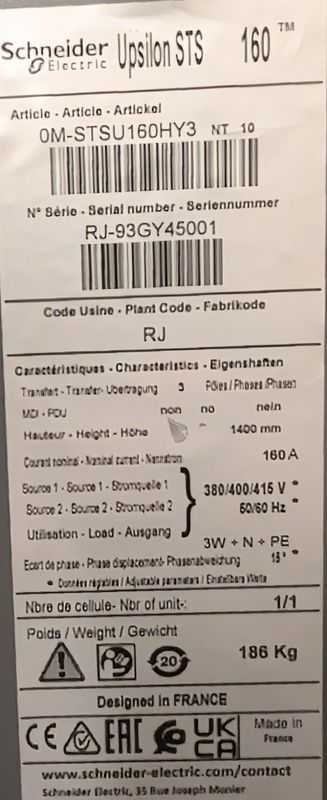 Schneider Electric Upsilon STS 160™
Article - Article - Artickel
0M-STSU160HY3 NT 10
N° Série - Serial number - Seriennummer
RJ-93GY45001
Code Usine - Plant Code - Fabrikode
RJ
Caractéristiques - Characteristics - Eigenshaften
Transfert - Transfer- Ubertragung 3 Pôles / Phases /Phasen
MDI - PDU non no nein
Hauteur - Height - Höhe 1400 mm
Courant nominal - Nominal current - Nennstrom 160 A
Source 1 - Source 1 - Stromquelle 1 380/400/415 V *
Source 2 - Source 2 - Stromquelle 2 50/60 Hz *
Utilisation - Load - Ausgang 3W + N + PE
Ecart de phase - Phase displacement- Phasenabweichung 15° *
* Données réglables / Adjustable parameters / Einstellbare Werte
Nbre de cellule- Nbr of unit-: 1/1
Poids / Weight / Gewicht
20 186 Kg
Designed in FRANCE
CE EAC UK CA Made in France
www.schneider-electric.com/contact
Schneider Electric, 35 Rue Joseph Monier